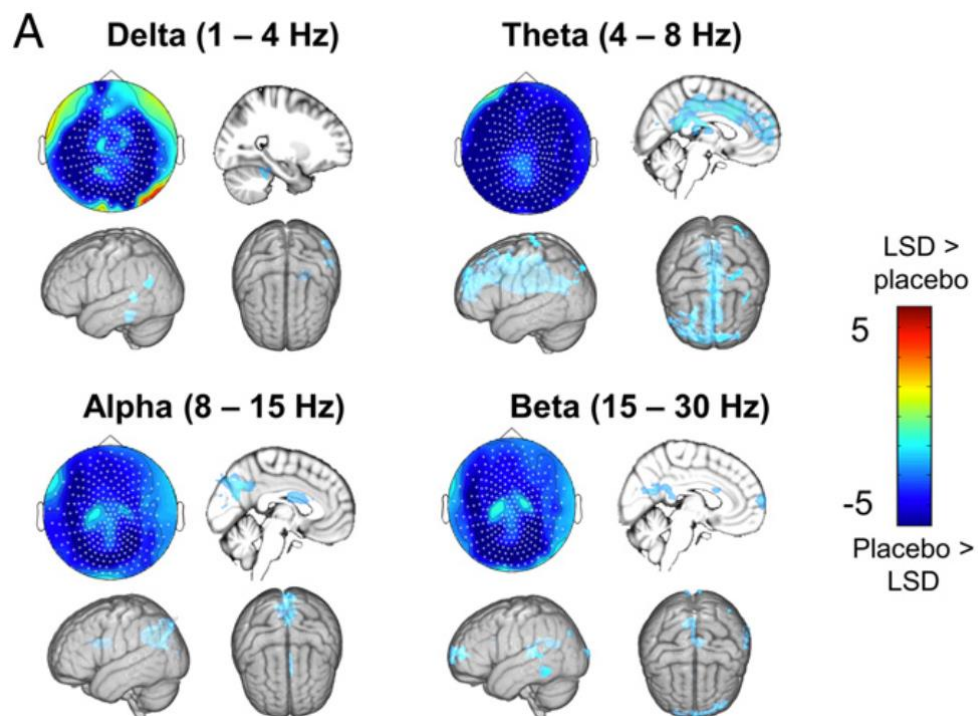 A
Delta (1 – 4 Hz)
Theta (4 – 8 Hz)
LSD >
placebo
5
-5
Placebo >
LSD
Alpha (8 – 15 Hz)
Beta (15 – 30 Hz)